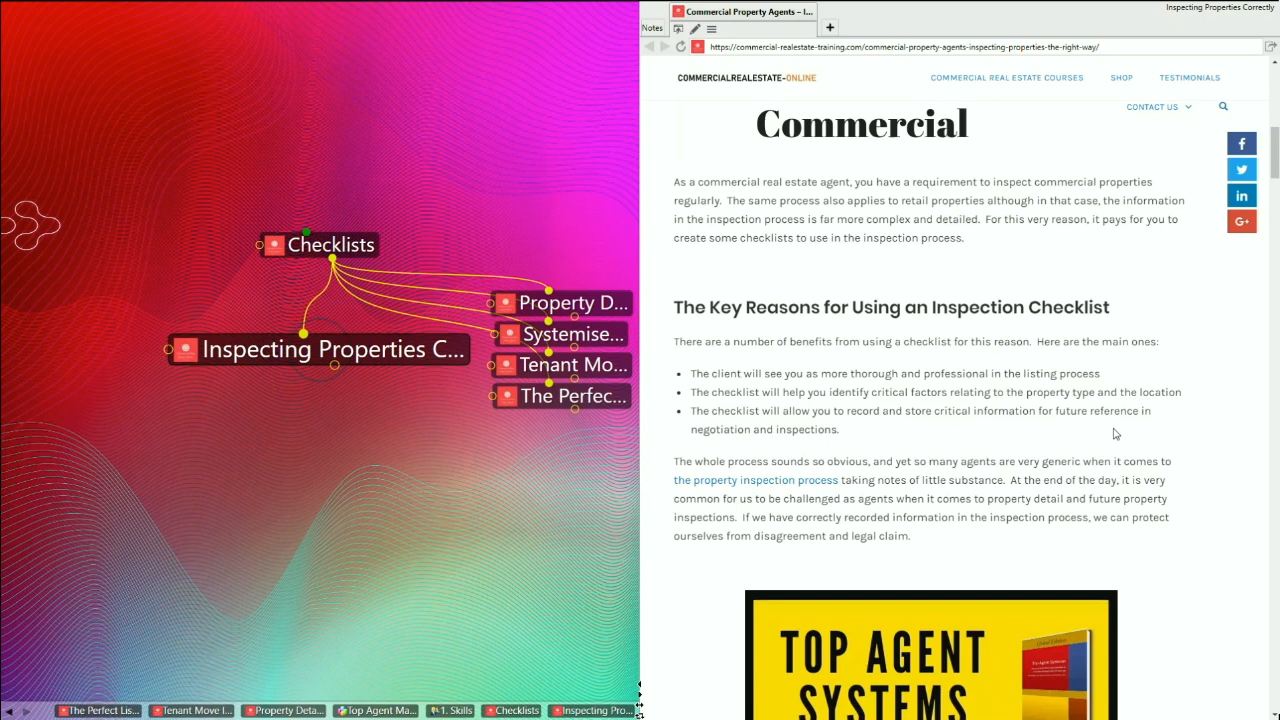 Checklists
Inspecting Properties C...
Property D...
Systemise...
Tenant Mo...
The Perfec...
The Perfect Lis...
Tenant Move I...
Property Deta...
Top Agent Ma...
1. Skills
Checklists
Inspecting Pro...
Inspecting Properties Correctly
Notes
Commercial Property Agents – I...
https://commercial-realestate-training.com/commercial-property-agents-inspecting-properties-the-right-way/
COMMERCIALREALESTATE-ONLINE
COMMERCIAL REAL ESTATE COURSES
SHOP
TESTIMONIALS
CONTACT US
Commercial
As a commercial real estate agent, you have a requirement to inspect commercial properties
regularly. The same process also applies to retail properties although in that case, the information
in the inspection process is far more complex and detailed. For this very reason, it pays for you to
create some checklists to use in the inspection process.
f
in
G+
The Key Reasons for Using an Inspection Checklist
There are a number of benefits from using a checklist for this reason. Here are the main ones:
• The client will see you as more thorough and professional in the listing process
• The checklist will help you identify critical factors relating to the property type and the location
• The checklist will allow you to record and store critical information for future reference in
negotiation and inspections.
The whole process sounds so obvious, and yet so many agents are very generic when it comes to
the property inspection process taking notes of little substance. At the end of the day, it is very
common for us to be challenged as agents when it comes to property detail and future property
inspections. If we have correctly recorded information in the inspection process, we can protect
ourselves from disagreement and legal claim.
TOP AGENT
SYSTEMS